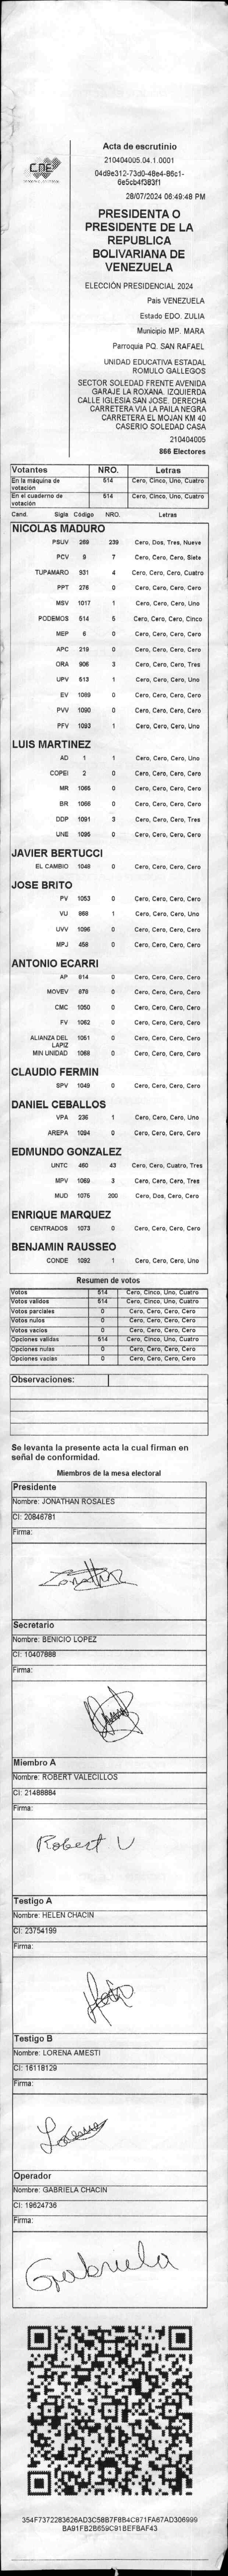 CNE
Acta de escrutinio
210404005.04.1.0001
04d9e312-73d0-48e4-86c1-
6e5cb4f383f1
28/07/2024 06:49:48 PM
PRESIDENTA O
PRESIDENTE DE LA
REPUBLICA
BOLIVARIANA DE
VENEZUELA
ELECCIÓN PRESIDENCIAL 2024
Pais VENEZUELA
Estado EDO. ZULIA
Municipio MP. MARA
Parroquia PQ. SAN RAFAEL
UNIDAD EDUCATIVA ESTADAL
ROMULO GALLEGOS
SECTOR SOLEDAD FRENTE AVENIDA
GARAJE LA ROXANA. IZQUIERDA
CALLE IGLESIA SAN JOSE. DERECHA
CARRETERA VIA LA PAILA NEGRA
CARRETERA EL MOJAN KM 40
CASERIO SOLEDAD CASA
210404005
866 Electores
Votantes NRO. Letras
En la máquina de votación 514 Cero, Cinco, Uno, Cuatro
En el cuaderno de votación 514 Cero, Cinco, Uno, Cuatro
Cand. Sigla Código NRO. Letras
NICOLAS MADURO
PSUV 269 239 Cero, Dos, Tres, Nueve
PCV 9 7 Cero, Cero, Cero, Siete
TUPAMARO 931 4 Cero, Cero, Cero, Cuatro
PPT 276 0 Cero, Cero, Cero, Cero
MSV 1017 1 Cero, Cero, Cero, Uno
PODEMOS 514 5 Cero, Cero, Cero, Cinco
MEP 6 0 Cero, Cero, Cero, Cero
APC 219 0 Cero, Cero, Cero, Cero
ORA 906 3 Cero, Cero, Cero, Tres
UPV 513 1 Cero, Cero, Cero, Uno
EV 1089 0 Cero, Cero, Cero, Cero
PVV 1090 0 Cero, Cero, Cero, Cero
PFV 1093 1 Cero, Cero, Cero, Uno
LUIS MARTINEZ
AD 1 1 Cero, Cero, Cero, Uno
COPEI 2 0 Cero, Cero, Cero, Cero
MR 1066 0 Cero, Cero, Cero, Cero
BR 0 Cero, Cero, Cero, Cero
DDP 1091 3 Cero, Cero, Cero, Tres
UNE 1095 0 Cero, Cero, Cero, Cero
JAVIER BERTUCCI
EL CAMBIO 1048 0 Cero, Cero, Cero, Cero
JOSE BRITO
PV 1053 0 Cero, Cero, Cero, Cero
VU 868 1 Cero, Cero, Cero, Uno
UVV 1096 0 Cero, Cero, Cero, Cero
MPJ 458 0 Cero, Cero, Cero, Cero
ANTONIO ECARRI
AP 814 0 Cero, Cero, Cero, Cero
MOVEV 878 0 Cero, Cero, Cero, Cero
CMC 1050 0 Cero, Cero, Cero, Cero
FV 1062 0 Cero, Cero, Cero, Cero
ALIANZA DEL LAPIZ 1051 0 Cero, Cero, Cero, Cero
MIN UNIDAD 1068 0 Cero, Cero, Cero, Cero
CLAUDIO FERMIN
SPV 1049 0 Cero, Cero, Cero, Cero
DANIEL CEBALLOS
VPA 236 1 Cero, Cero, Cero, Uno
AREPA 1094 0 Cero, Cero, Cero, Cero
EDMUNDO GONZALEZ
UNTC 460 43 Cero, Cero, Cuatro, Tres
MPV 1069 3 Cero, Cero, Cero, Tres
MUD 1076 200 Cero, Dos, Cero, Cero
ENRIQUE MARQUEZ
CENTRADOS 1073 0 Cero, Cero, Cero, Cero
BENJAMIN RAUSSEO
CONDE 1092 1 Cero, Cero, Cero, Uno
Resumen de votos
Votos 514 Cero, Cinco, Uno, Cuatro
Votos validos 514 Cero, Cinco, Uno, Cuatro
Votos parciales 0 Cero, Cero, Cero, Cero
Votos nulos 0 Cero, Cero, Cero, Cero
Votos vacios 0 Cero, Cero, Cero, Cero
Opciones validas 514 Cero, Cinco, Uno, Cuatro
Opciones nulas 0 Cero, Cero, Cero, Cero
Opciones vacias 0 Cero, Cero, Cero, Cero
Observaciones:
Se levanta la presente acta la cual firman en
señal de conformidad.
Miembros de la mesa electoral
Presidente
Nombre: JONATHAN ROSALES
CI: 20846781
Firma:
Jonathan
Secretario
Nombre: BENICIO LOPEZ
CI: 10407888
Firma:
Miembro A
Nombre: ROBERT VALECILLOS
CI: 21488884
Firma:
Robert V
Testigo A
Nombre: HELEN CHACIN
CI: 23754199
Firma:
Testigo B
Nombre: LORENA AMESTI
CI: 16118129
Firma:
Operador
Nombre: GABRIELA CHACIN
CI: 19624736
Firma:
Gabriela
354F7372283626AD3C58B7F8B4C871FA67AD306999
BA91FB2B659C91BEFBAF43